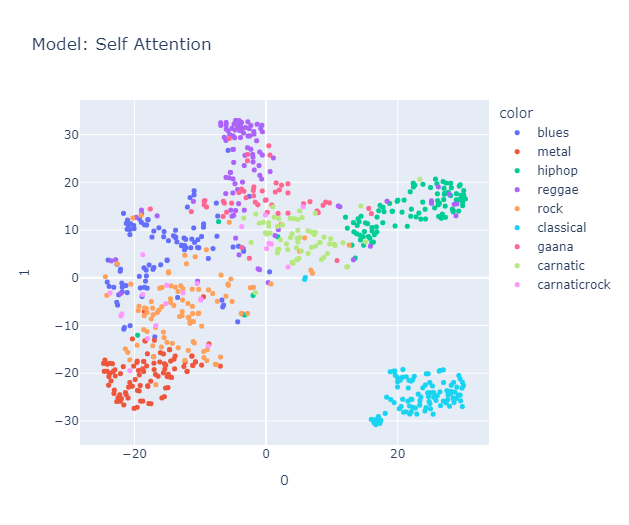 Model: Self Attention
color
blues
metal
hiphop
reggae
rock
classical
gaana
carnatic
carnaticrock
30
20
10
0
−10
−20
−30
1
−20
0
20
0